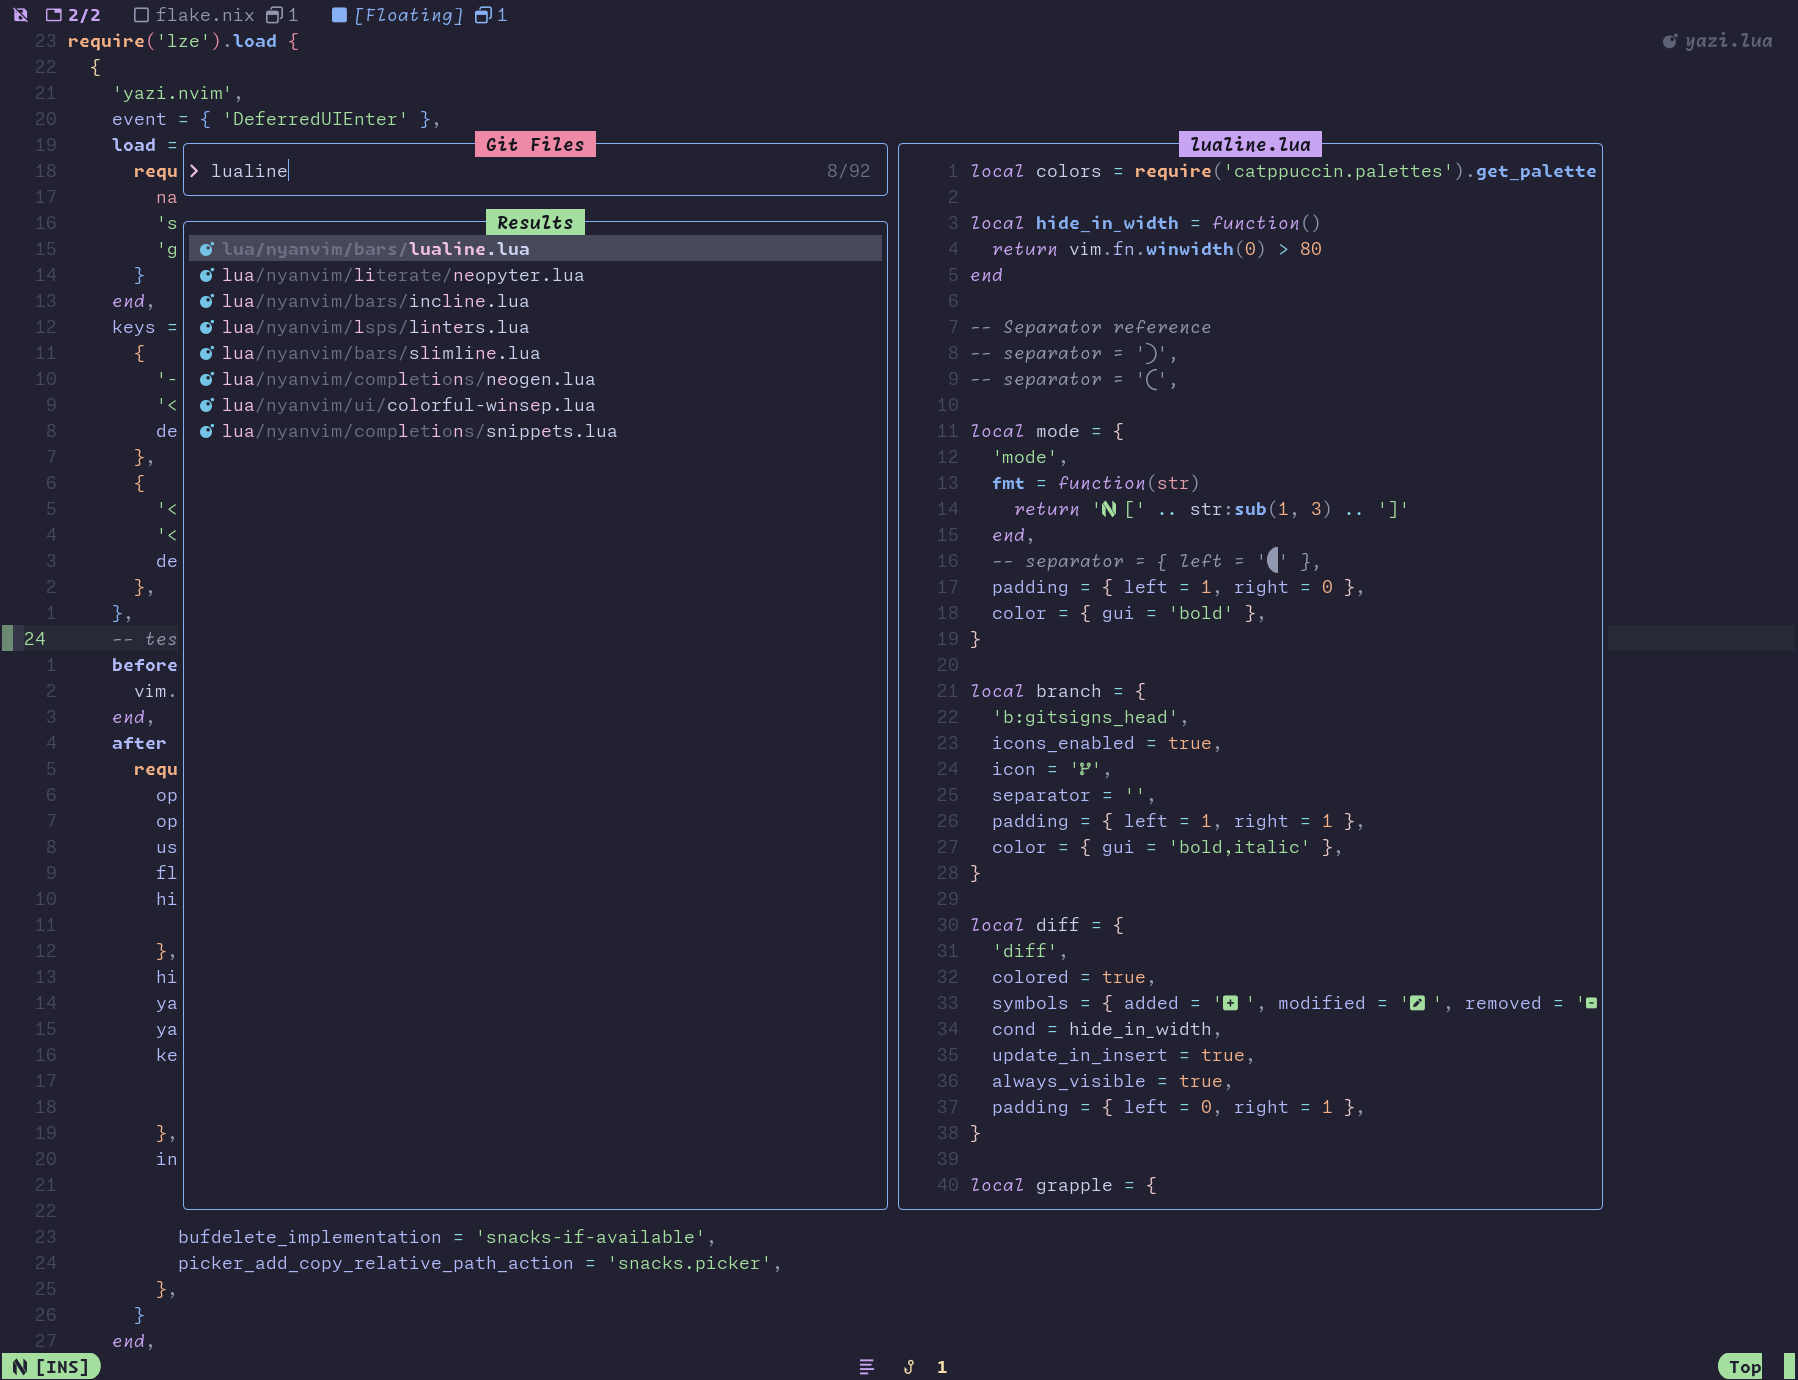 2/2 flake.nix 1 [Floating] 1
23 require('lze').load {
yazi.lua
22 {
21 'yazi.nvim',
20 event = { 'DeferredUIEnter' },
19 load =
18 requ
17 na
16 's
15 'g
14 }
13 end,
12 keys =
11 {
10 '-
9 '<
8 de
7 },
6 {
5 '<
4 '<
3 de
2 },
1 },
24 -- tes
1 before
2 vim.
3 end,
4 after
5 requ
6 op
7 op
8 us
9 fl
10 hi
11
12 },
13 hi
14 ya
15 ya
16 ke
17
18
19 },
20 in
21
22
23 bufdelete_implementation = 'snacks-if-available',
24 picker_add_copy_relative_path_action = 'snacks.picker',
25 },
26 }
27 end,
Git Files
> lualine 8/92
Results
lua/nyanvim/bars/lualine.lua
lua/nyanvim/literate/neopyter.lua
lua/nyanvim/bars/incline.lua
lua/nyanvim/lsps/linters.lua
lua/nyanvim/bars/slimline.lua
lua/nyanvim/completions/neogen.lua
lua/nyanvim/ui/colorful-winsep.lua
lua/nyanvim/completions/snippets.lua
lualine.lua
1 local colors = require('catppuccin.palettes').get_palette
2
3 local hide_in_width = function()
4 return vim.fn.winwidth(0) > 80
5 end
6
7 -- Separator reference
8 -- separator = '',
9 -- separator = '',
10
11 local mode = {
12 'mode',
13 fmt = function(str)
14 return ' [' .. str:sub(1, 3) .. ']'
15 end,
16 -- separator = { left = '' },
17 padding = { left = 1, right = 0 },
18 color = { gui = 'bold' },
19 }
20
21 local branch = {
22 'b:gitsigns_head',
23 icons_enabled = true,
24 icon = '',
25 separator = '',
26 padding = { left = 1, right = 1 },
27 color = { gui = 'bold,italic' },
28 }
29
30 local diff = {
31 'diff',
32 colored = true,
33 symbols = { added = ' ', modified = ' ', removed = '
34 cond = hide_in_width,
35 update_in_insert = true,
36 always_visible = true,
37 padding = { left = 0, right = 1 },
38 }
39
40 local grapple = {
[INS] 1 Top